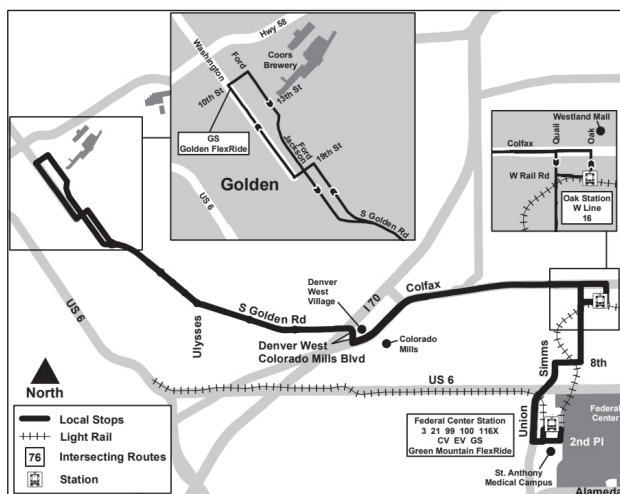 Hwy 58
Washington
Ford
Coors
Brewery
10th St
13th St
GS
Golden FlexRide
Ford
Jackson
19th St
Golden
US 6
S Golden Rd
Westland Mall
Quail
Oak
Colfax
W Rail Rd
Oak Station
W Line
16
US 6
Ulysses
S Golden Rd
Denver
West
Village
I 70
Colfax
Denver West
Colorado Mills Blvd
Colorado
Mills
Simms
8th
US 6
Union
Federal
Center
2nd Pl
Federal Center Station
3 21 99 100 116X
CV EV GS
Green Mountain FlexRide
St. Anthony
Medical Campus
Alameda
North
Local Stops
Light Rail
76 Intersecting Routes
Station